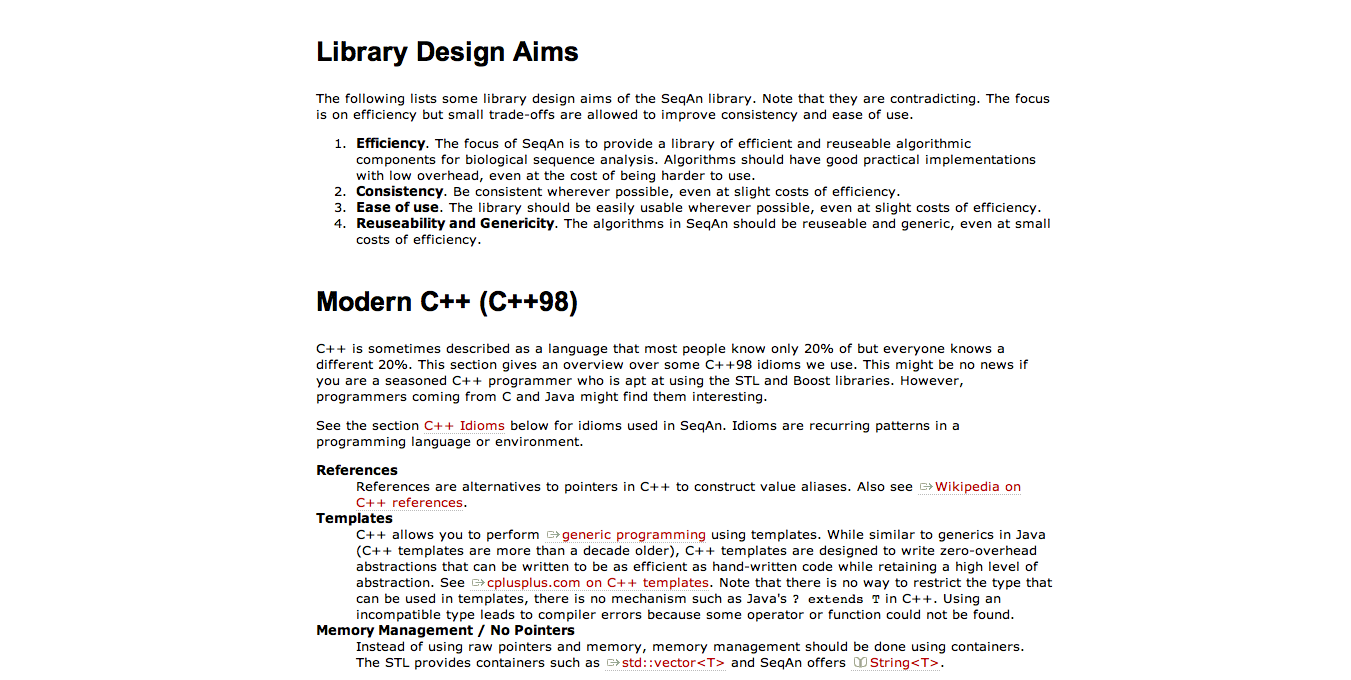 Library Design Aims
The following lists some library design aims of the SeqAn library. Note that they are contradicting. The focus
is on efficiency but small trade-offs are allowed to improve consistency and ease of use.
1. Efficiency. The focus of SeqAn is to provide a library of efficient and reuseable algorithmic
components for biological sequence analysis. Algorithms should have good practical implementations
with low overhead, even at the cost of being harder to use.
2. Consistency. Be consistent wherever possible, even at slight costs of efficiency.
3. Ease of use. The library should be easily usable wherever possible, even at slight costs of efficiency.
4. Reuseability and Genericity. The algorithms in SeqAn should be reuseable and generic, even at small
costs of efficiency.
Modern C++ (C++98)
C++ is sometimes described as a language that most people know only 20% of but everyone knows a
different 20%. This section gives an overview over some C++98 idioms we use. This might be no news if
you are a seasoned C++ programmer who is apt at using the STL and Boost libraries. However,
programmers coming from C and Java might find them interesting.
See the section C++ Idioms below for idioms used in SeqAn. Idioms are recurring patterns in a
programming language or environment.
References
References are alternatives to pointers in C++ to construct value aliases. Also see Wikipedia on
C++ references.
Templates
C++ allows you to perform generic programming using templates. While similar to generics in Java
(C++ templates are more than a decade older), C++ templates are designed to write zero-overhead
abstractions that can be written to be as efficient as hand-written code while retaining a high level of
abstraction. See cplusplus.com on C++ templates. Note that there is no way to restrict the type that
can be used in templates, there is no mechanism such as Java's ? extends T in C++. Using an
incompatible type leads to compiler errors because some operator or function could not be found.
Memory Management / No Pointers
Instead of using raw pointers and memory, memory management should be done using containers.
The STL provides containers such as std::vector<T> and SeqAn offers String<T>.